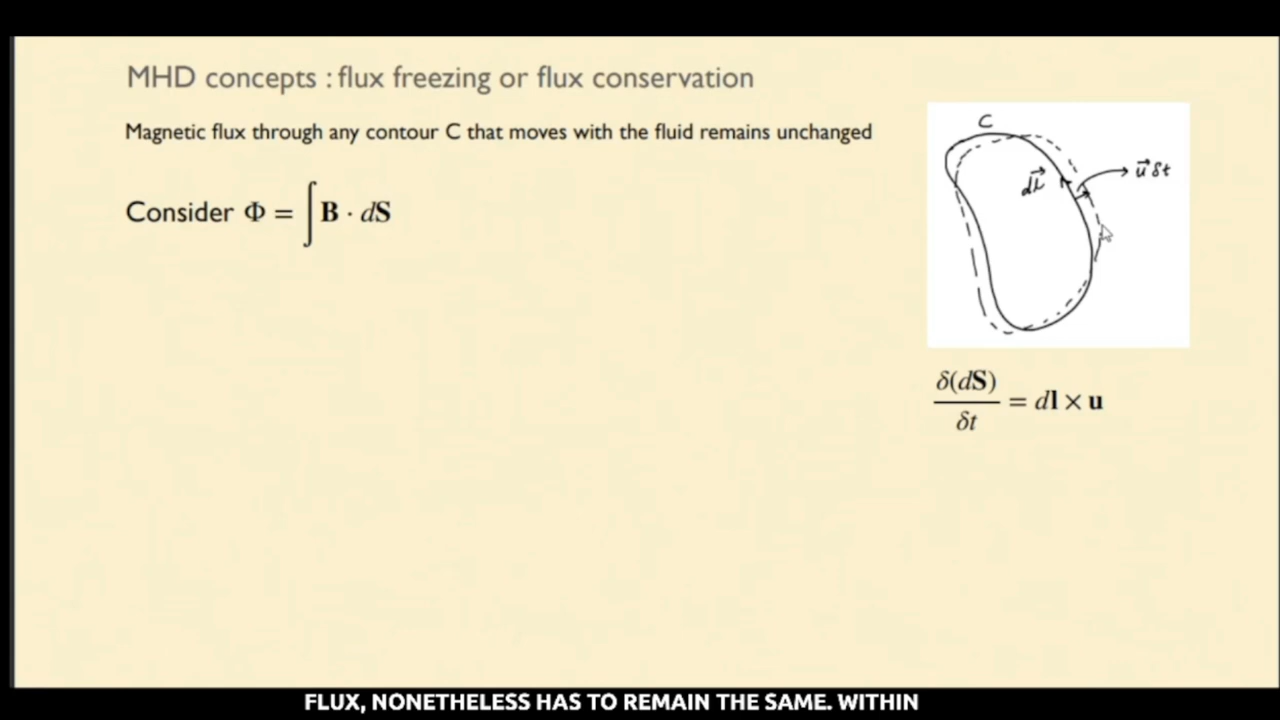 MHD concepts : flux freezing or flux conservation
Magnetic flux through any contour C that moves with the fluid remains unchanged
Consider Φ = ∫ B · dS
C
dl⃗
u⃗ δt
δ(dS)/δt = dl × u
FLUX, NONETHELESS HAS TO REMAIN THE SAME. WITHIN